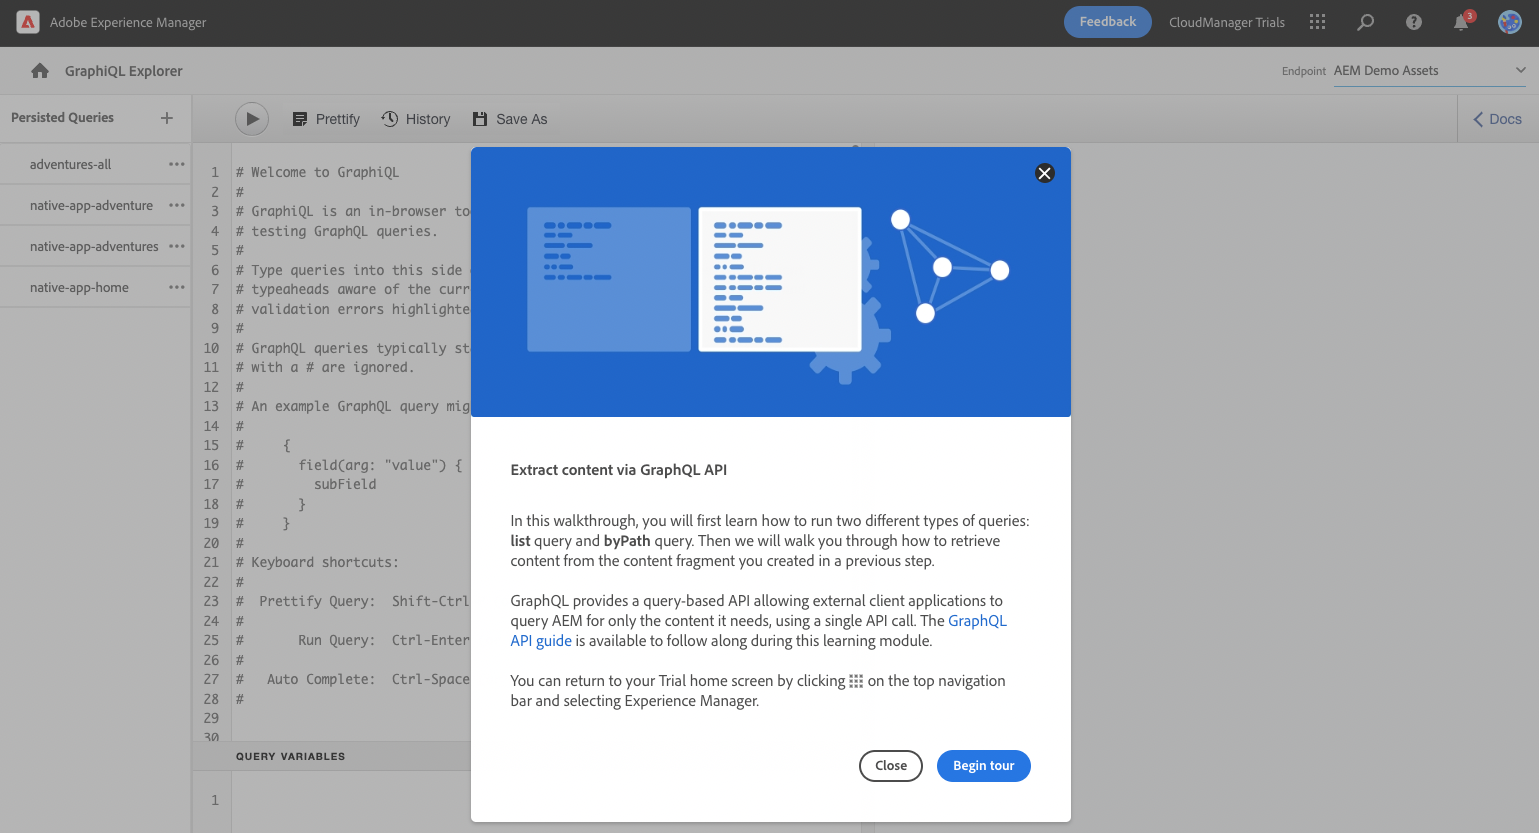 Adobe Experience Manager
Feedback
CloudManager Trials
3
GraphiQL Explorer
Endpoint AEM Demo Assets
Persisted Queries
Prettify
History
Save As
Docs
adventures-all
native-app-adventure
native-app-adventures
native-app-home
1 # Welcome to GraphiQL
2 #
3 # GraphiQL is an in-browser
4 # testing GraphQL queries.
5 #
6 # Type queries into this side
7 # typeaheads aware of the
8 # validation errors
9 #
10 # GraphQL queries typically
11 # with a # are ignored.
12 #
13 # An example GraphQL query
14 #
15 # {
16 # field(arg: "value") {
17 # subField
18 # }
19 # }
20 #
21 # Keyboard shortcuts:
22 #
23 # Prettify Query: Shift-Ctrl
24 #
25 # Run Query: Ctrl-Enter
26 #
27 # Auto Complete: Ctrl-Space
28 #
29
30
QUERY VARIABLES
1
Extract content via GraphQL API
In this walkthrough, you will first learn how to run two different types of queries:
list query and byPath query. Then we will walk you through how to retrieve
content from the content fragment you created in a previous step.
GraphQL provides a query-based API allowing external client applications to
query AEM for only the content it needs, using a single API call. The GraphQL
API guide is available to follow along during this learning module.
You can return to your Trial home screen by clicking on the top navigation
bar and selecting Experience Manager.
Close
Begin tour